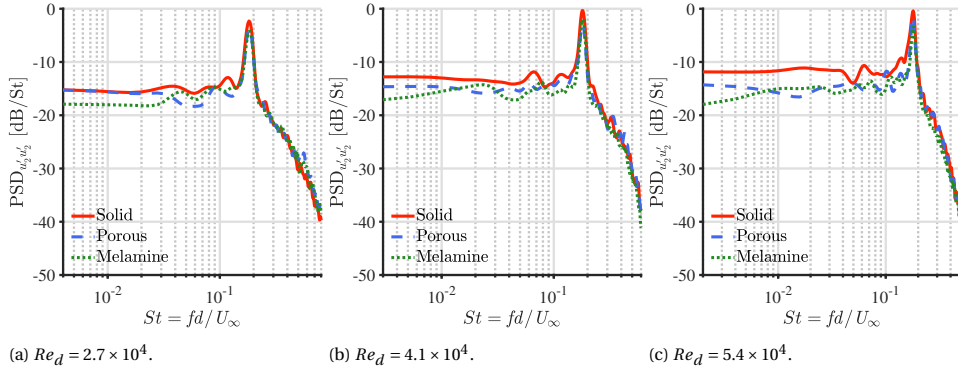 0
-10
-20
-30
-40
-50
PSD_{u'_2u'_2} [dB/St]
Solid
Porous
Melamine
10^{-2}
10^{-1}
St = fd/U_∞
(a) Re_d = 2.7 × 10^4.
0
-10
-20
-30
-40
-50
PSD_{u'_2u'_2} [dB/St]
Solid
Porous
Melamine
10^{-2}
10^{-1}
St = fd/U_∞
(b) Re_d = 4.1 × 10^4.
0
-10
-20
-30
-40
-50
PSD_{u'_2u'_2} [dB/St]
Solid
Porous
Melamine
10^{-2}
10^{-1}
St = fd/U_∞
(c) Re_d = 5.4 × 10^4.